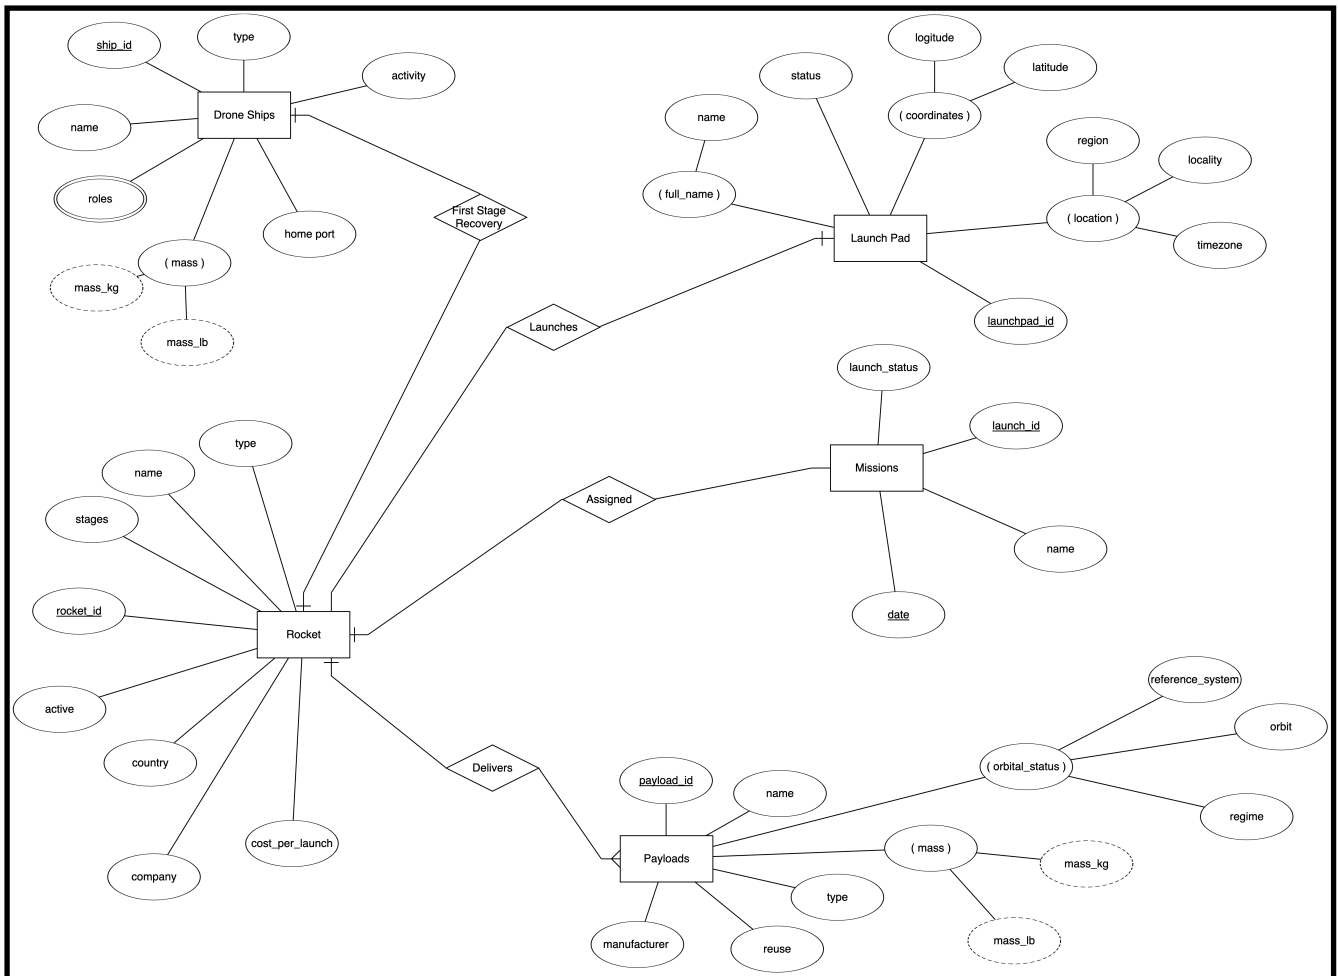 ship_id
type
activity
Drone Ships
name
roles
home port
( mass )
mass_kg
mass_lb
First Stage
Recovery
logitude
latitude
status
( coordinates )
name
region
locality
( full_name )
( location )
Launch Pad
timezone
launchpad_id
Launches
launch_status
launch_id
Missions
Assigned
name
date
type
name
stages
rocket_id
Rocket
active
country
cost_per_launch
company
Delivers
payload_id
name
reference_system
orbit
( orbital_status )
regime
( mass )
mass_kg
mass_lb
Payloads
type
reuse
manufacturer